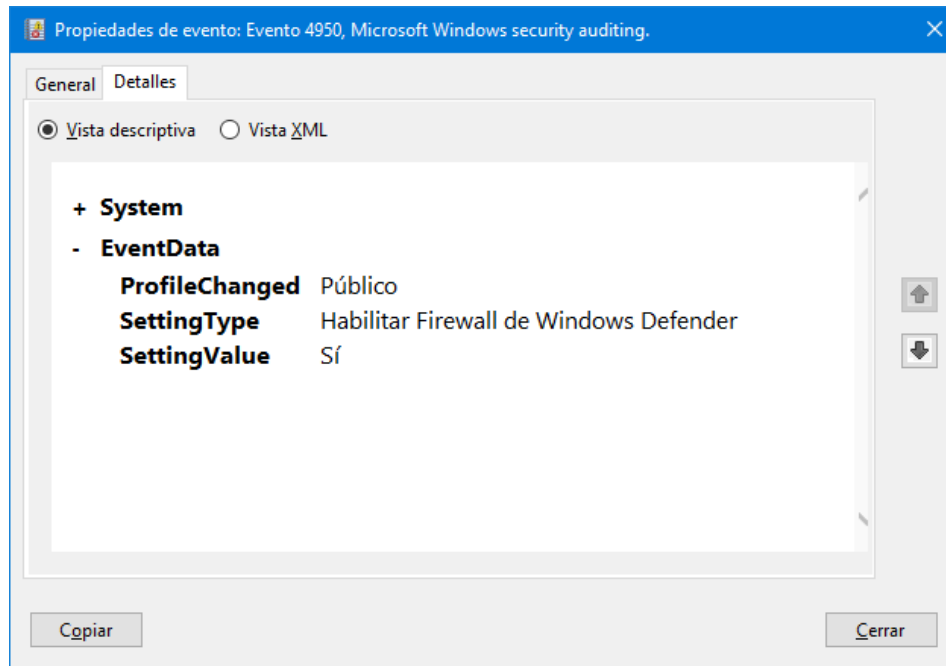 Propiedades de evento: Evento 4950, Microsoft Windows security auditing.
General Detalles
Vista descriptiva Vista XML
+ System
- EventData
ProfileChanged Público
SettingType Habilitar Firewall de Windows Defender
SettingValue Sí
Copiar Cerrar